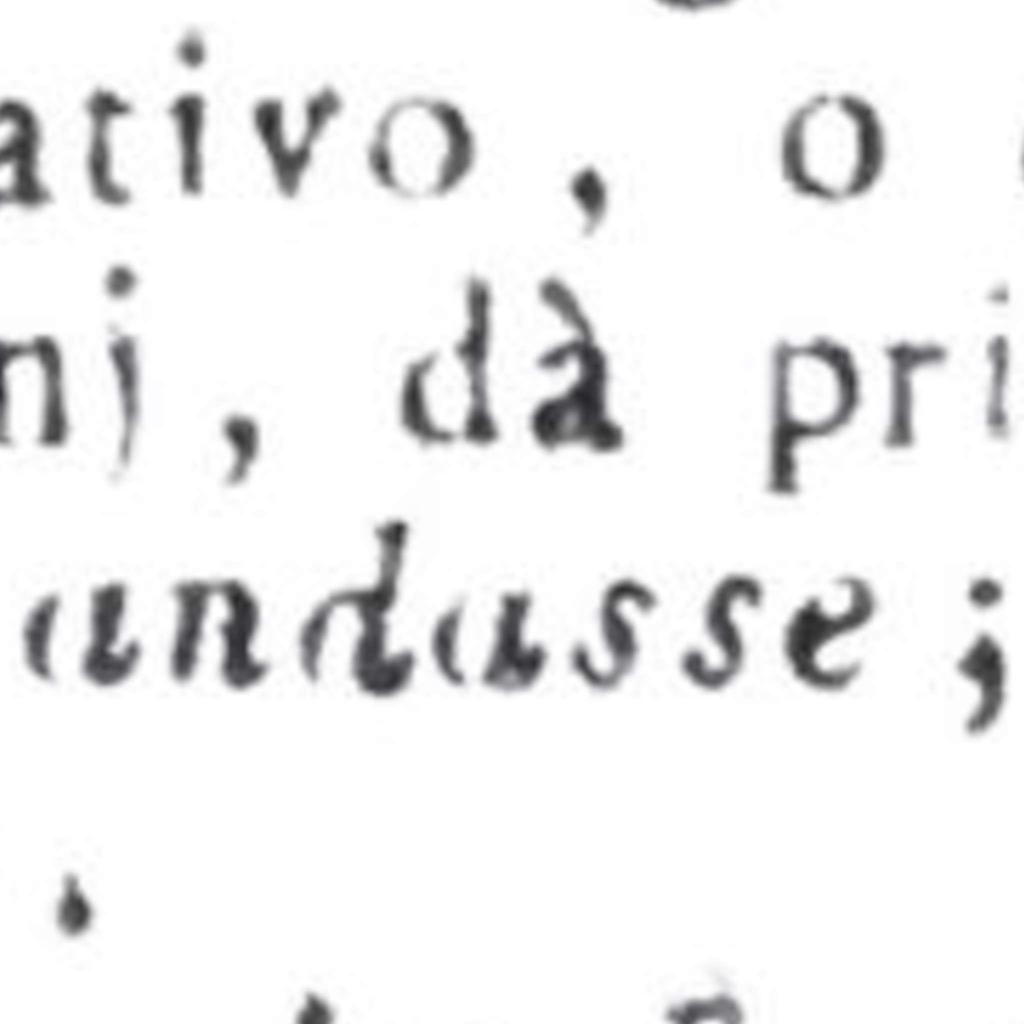 ativo, o
nj, dà pri
andasse;
.